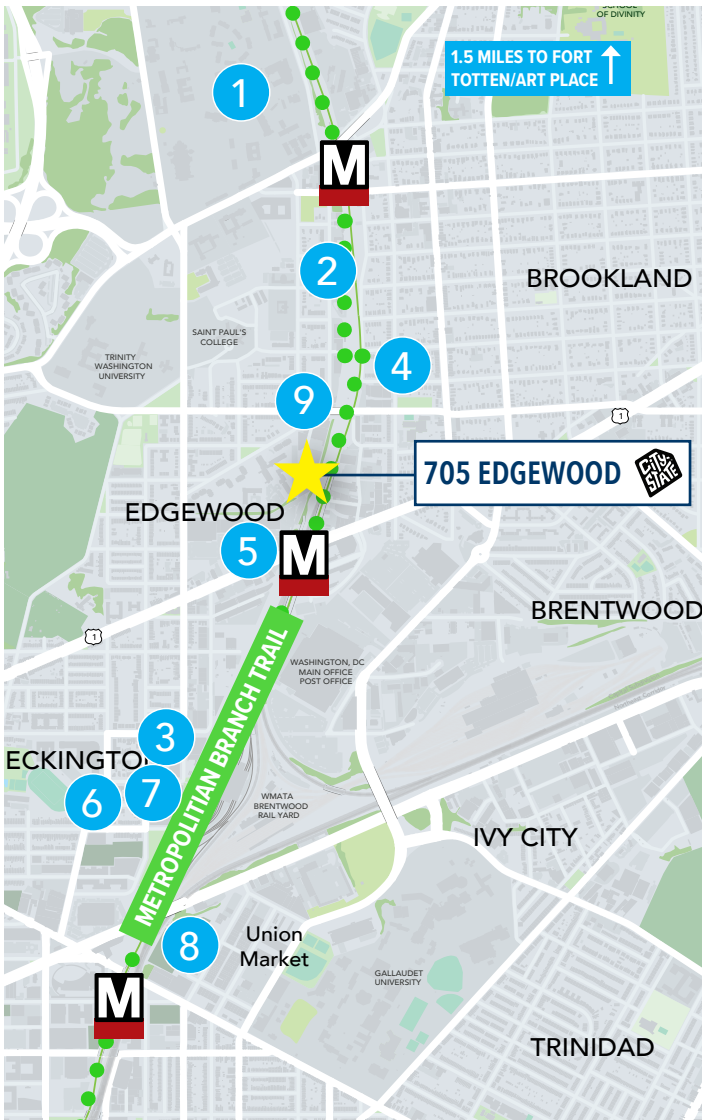 SCHOOL
OF DIVINITY
1.5 MILES TO FORT
TOTTEN/ART PLACE
1
M
2
BROOKLAND
SAINT PAUL'S
COLLEGE
TRINITY
WASHINGTON
UNIVERSITY
4
9
1
705 EDGEWOOD
CITY-STATE
EDGEWOOD
5
M
BRENTWOOD
1
WASHINGTON, DC
MAIN OFFICE
POST OFFICE
METROPOLITIAN BRANCH TRAIL
3
ECKINGTO
7
6
WMATA
BRENTWOOD
RAIL YARD
IVY CITY
8
Union
Market
GALLAUDET
UNIVERSITY
M
TRINIDAD